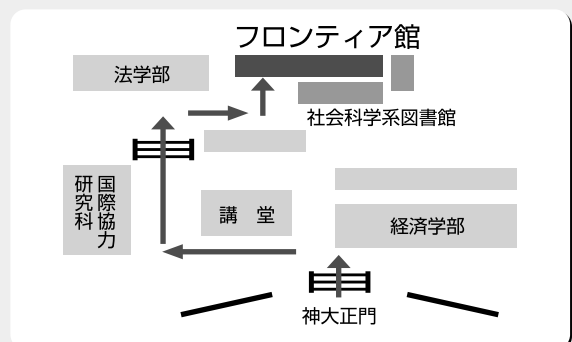 フロンティア館
法学部
社会科学系図書館
国際協力
研究科
講 堂
経済学部
神大正門